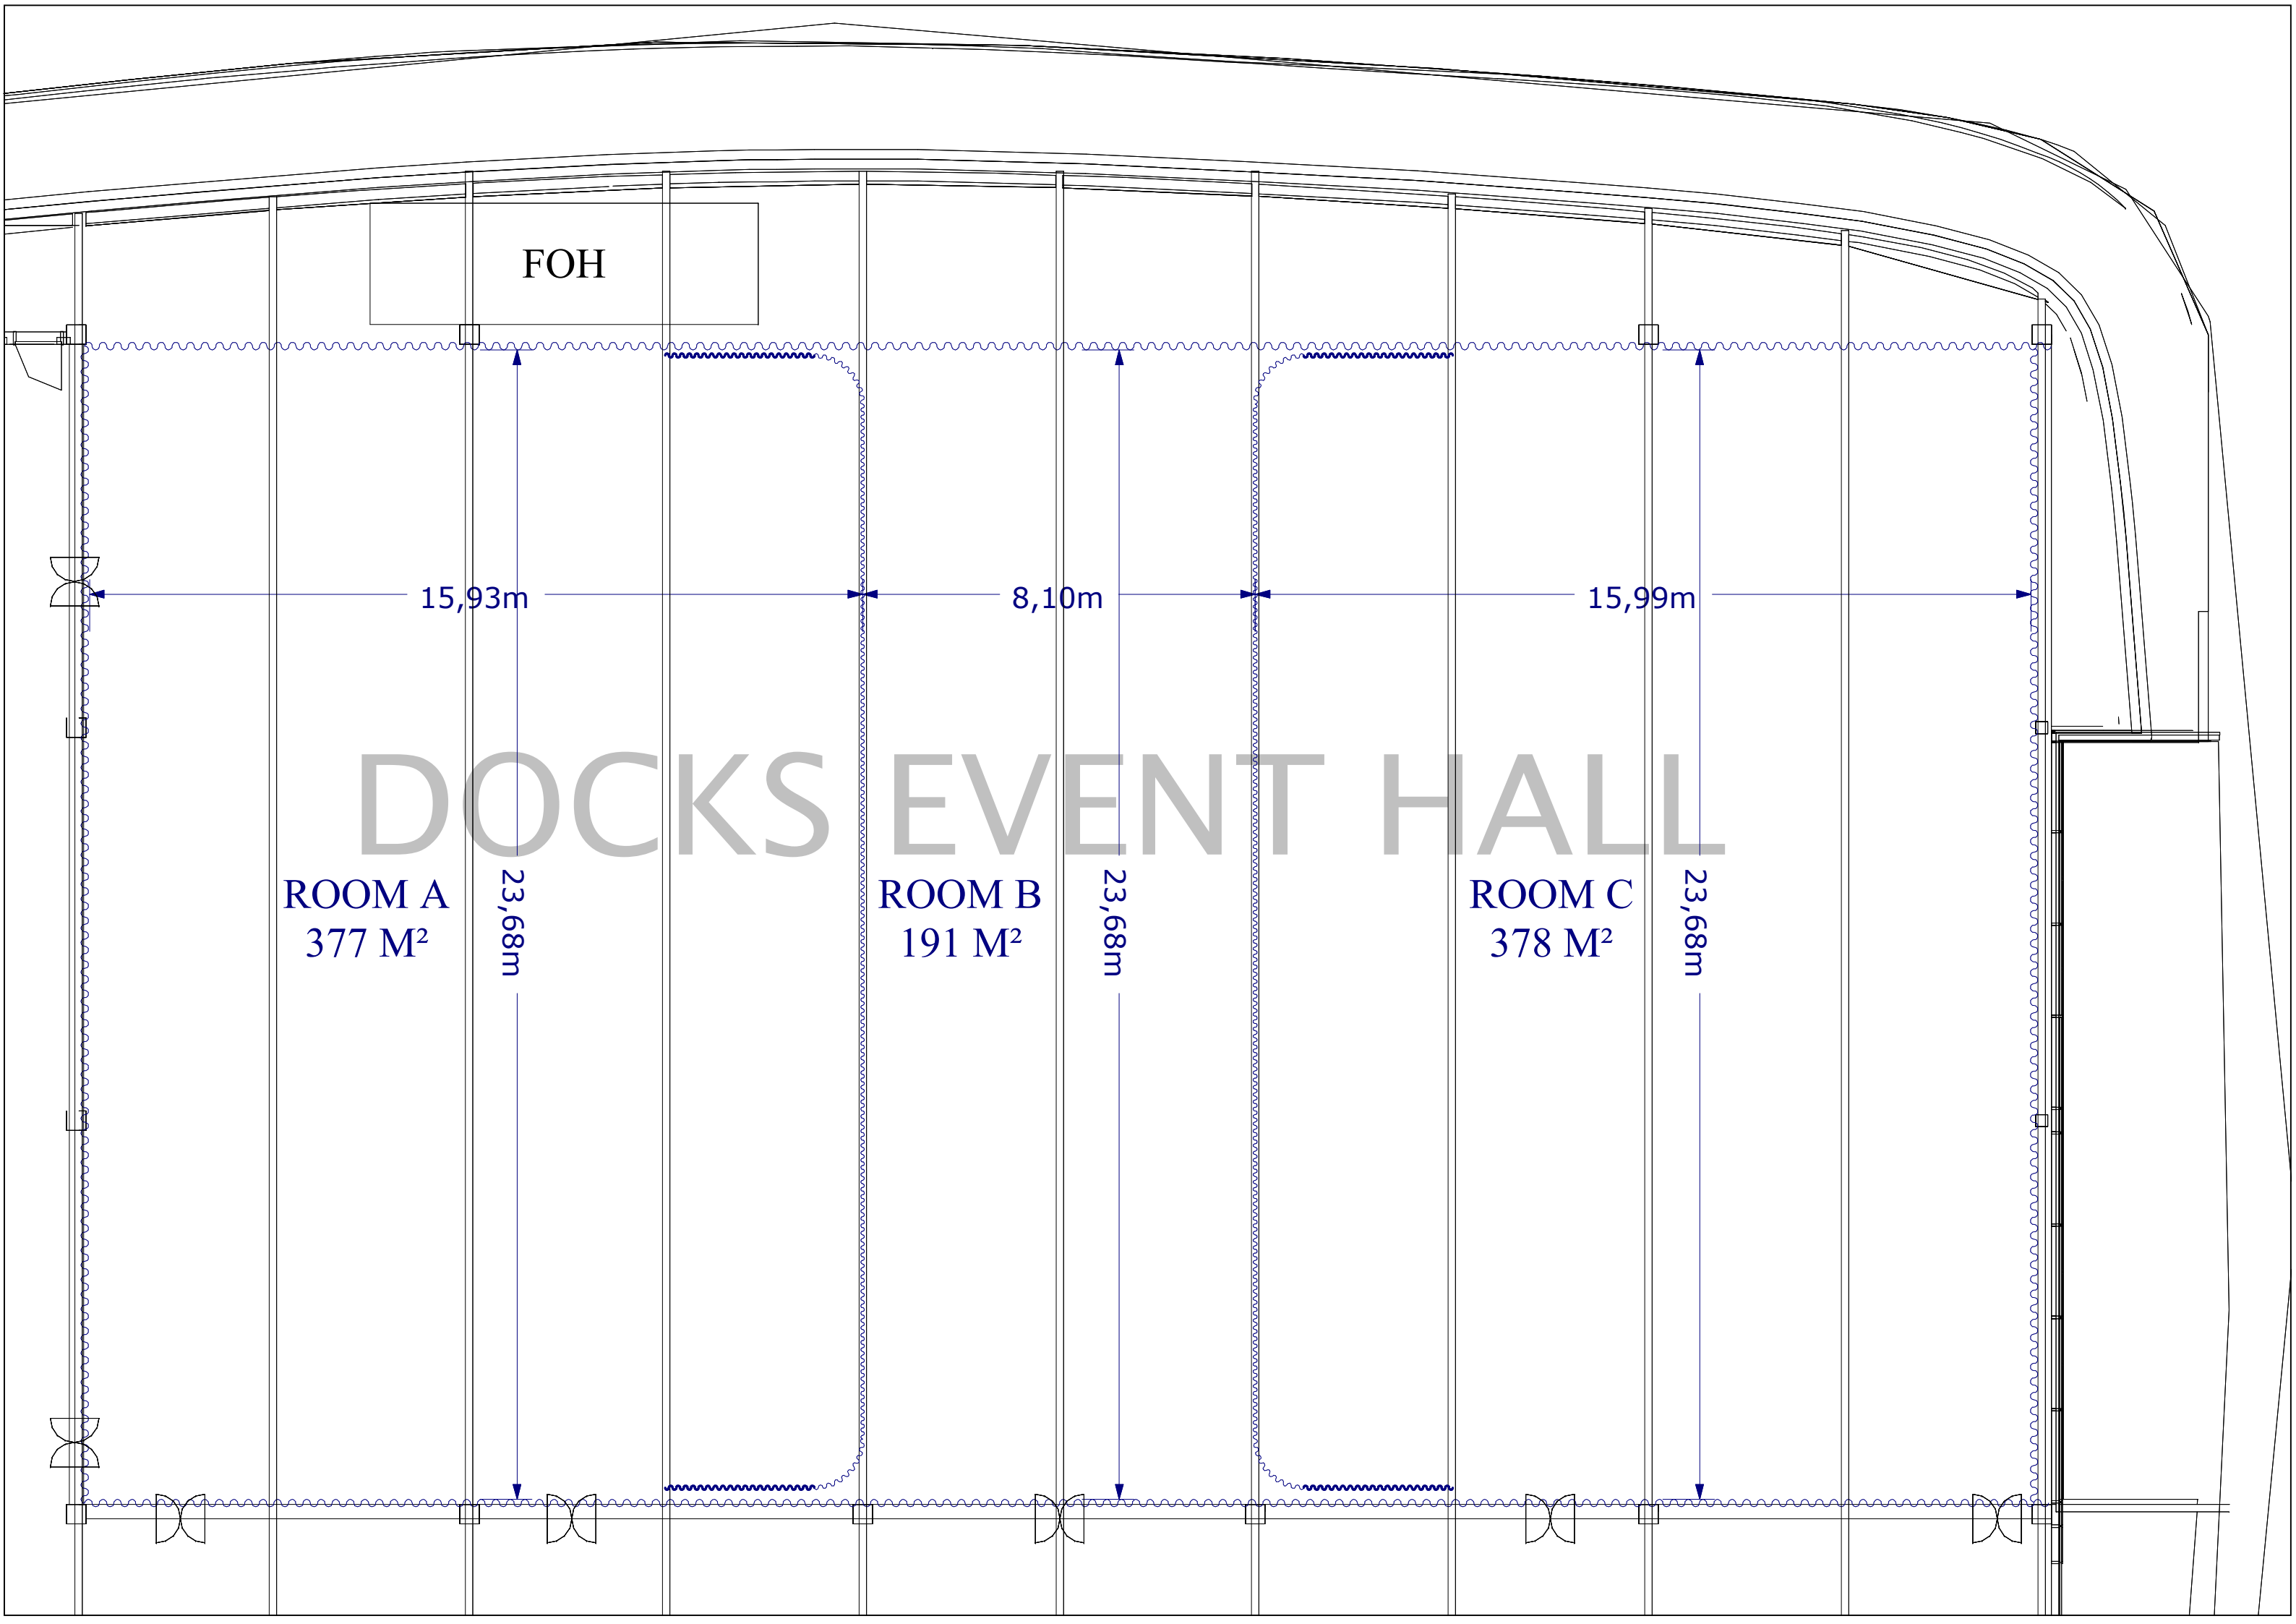 FOH
15,93m
8,10m
15,99m
DOCKS EVENT HALL
ROOM A
377 M²
23,68m
ROOM B
191 M²
23,68m
ROOM C
378 M²
23,68m